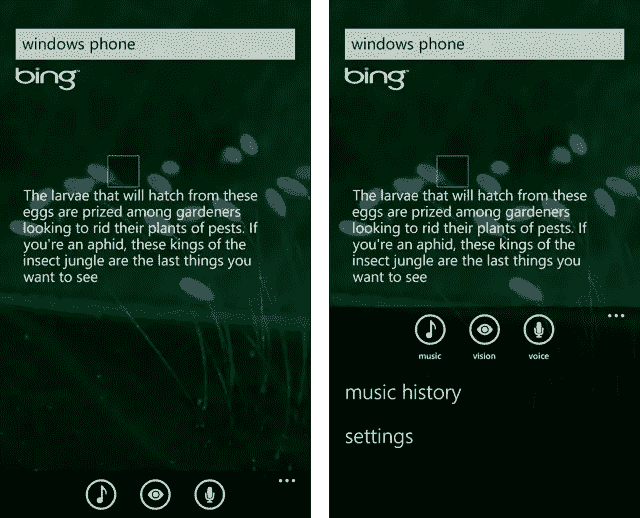 windows phone
bing
The larvae that will hatch from these
eggs are prized among gardeners
looking to rid their plants of pests. If
you're an aphid, these kings of the
insect jungle are the last things you
want to see
windows phone
bing
The larvae that will hatch from these
eggs are prized among gardeners
looking to rid their plants of pests. If
you're an aphid, these kings of the
insect jungle are the last things you
want to see
music vision voice
music history
settings